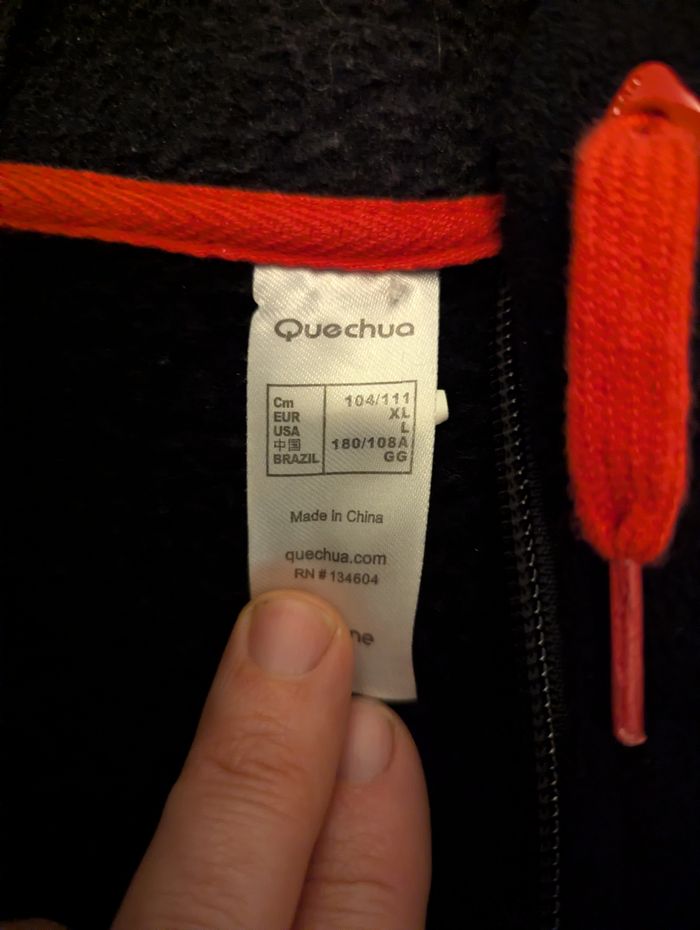 Quechua
Cm 104/111
EUR XL
USA L
中国 180/108A
BRAZIL GG
Made in China
quechua.com
RN # 134604